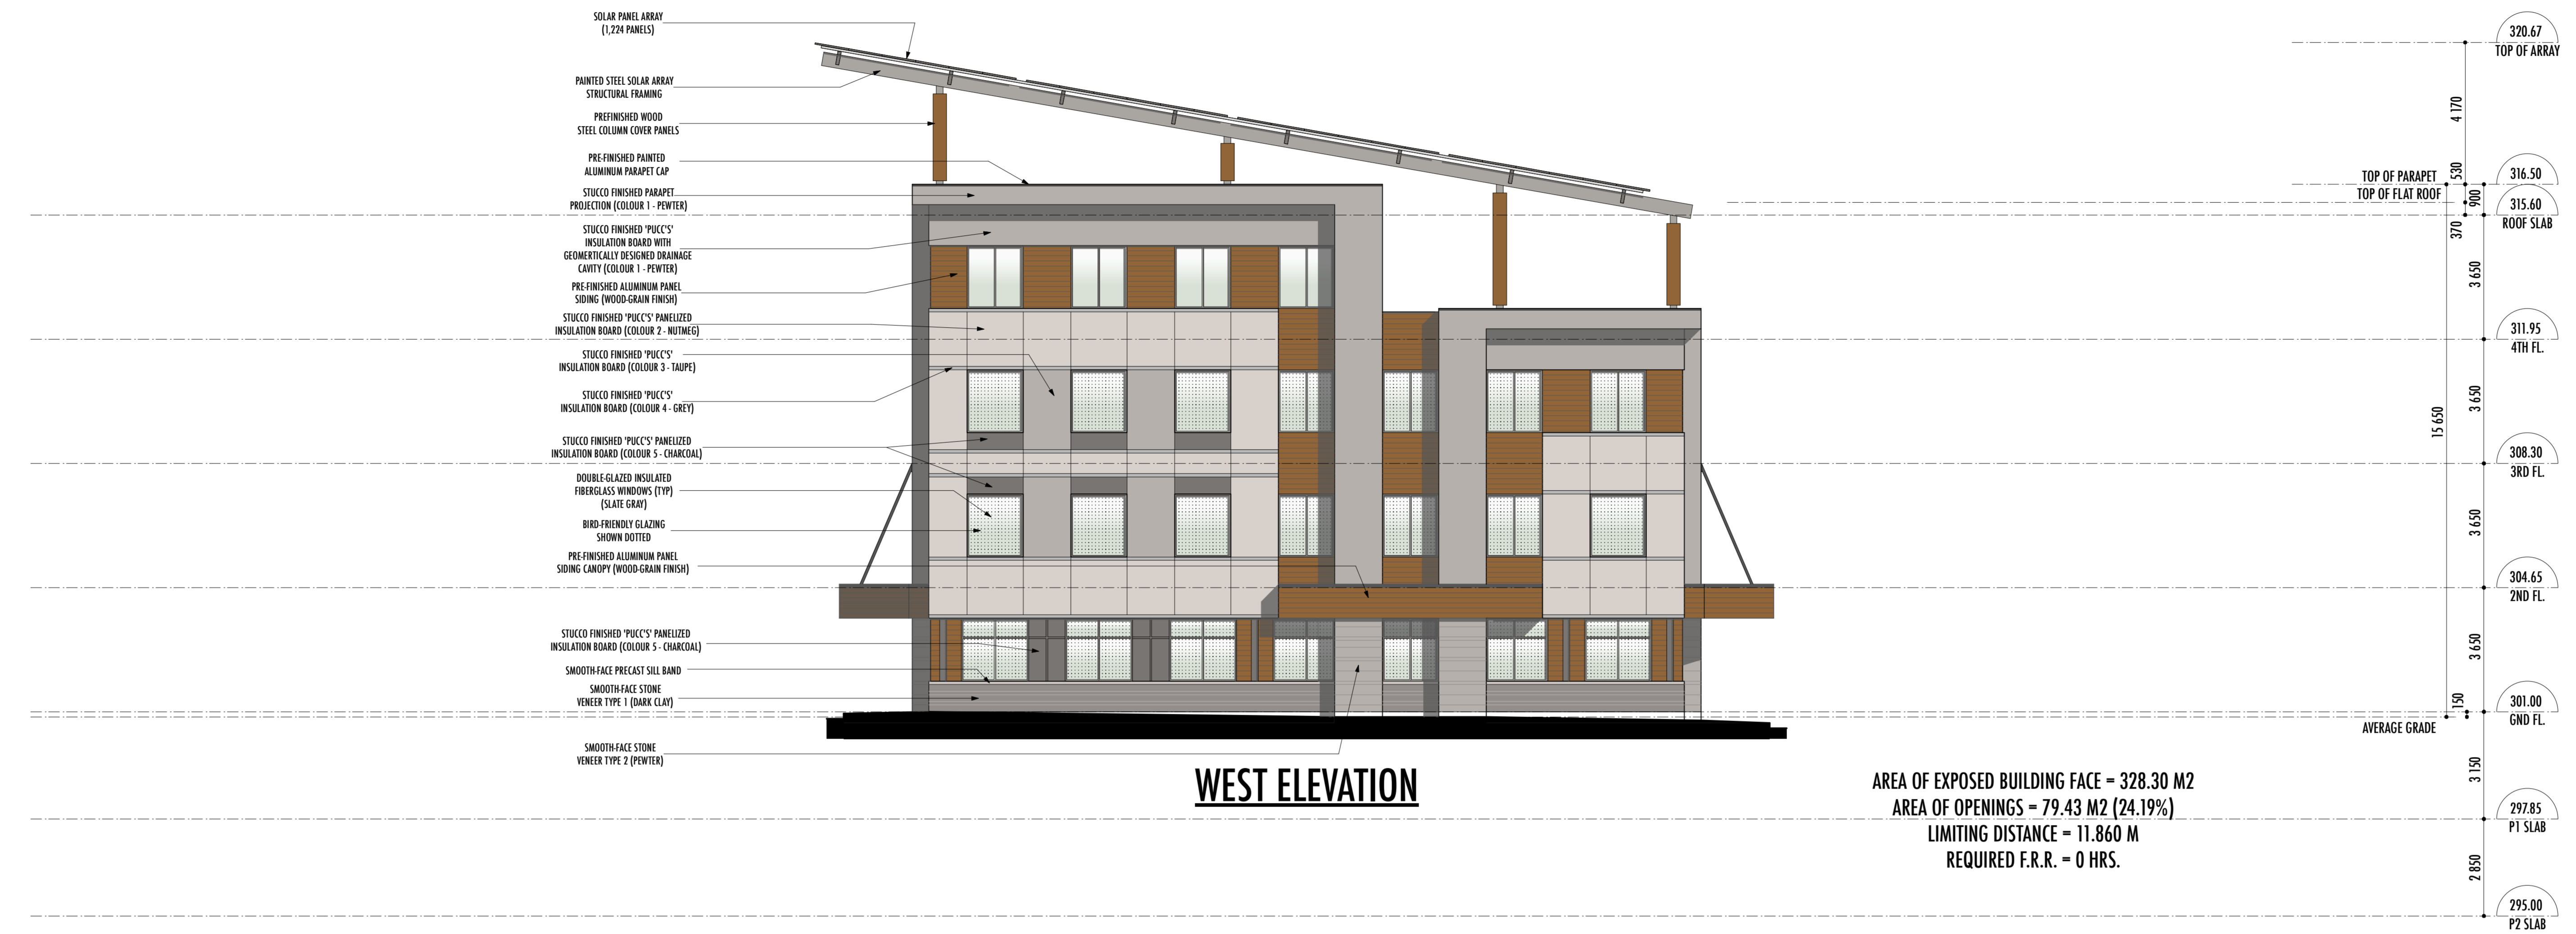 SOLAR PANEL ARRAY
(1,224 PANELS)
PAINTED STEEL SOLAR ARRAY
STRUCTURAL FRAMING
PREFINISHED WOOD
STEEL COLUMN COVER PANELS
PRE-FINISHED PAINTED
ALUMINUM PARAPET CAP
STUCCO FINISHED PARAPET
PROJECTION (COLOUR 1 - PEWTER)
STUCCO FINISHED 'PUCC'S'
INSULATION BOARD WITH
GEOMERTICALLY DESIGNED DRAINAGE
CAVITY (COLOUR 1 - PEWTER)
PRE-FINISHED ALUMINUM PANEL
SIDING (WOOD-GRAIN FINISH)
STUCCO FINISHED 'PUCC'S' PANELIZED
INSULATION BOARD (COLOUR 2 - NUTMEG)
STUCCO FINISHED 'PUCC'S'
INSULATION BOARD (COLOUR 3 - TAUPE)
STUCCO FINISHED 'PUCC'S'
INSULATION BOARD (COLOUR 4 - GREY)
STUCCO FINISHED 'PUCC'S' PANELIZED
INSULATION BOARD (COLOUR 5 - CHARCOAL)
DOUBLE-GLAZED INSULATED
FIBERGLASS WINDOWS (TYP)
(SLATE GRAY)
BIRD-FRIENDLY GLAZING
SHOWN DOTTED
PRE-FINISHED ALUMINUM PANEL
SIDING CANOPY (WOOD-GRAIN FINISH)
STUCCO FINISHED 'PUCC'S' PANELIZED
INSULATION BOARD (COLOUR 5 - CHARCOAL)
SMOOTH-FACE PRECAST SILL BAND
SMOOTH-FACE STONE
VENEER TYPE 1 (DARK CLAY)
SMOOTH-FACE STONE
VENEER TYPE 2 (PEWTER)
WEST ELEVATION
AREA OF EXPOSED BUILDING FACE = 328.30 M2
AREA OF OPENINGS = 79.43 M2 (24.19%)
LIMITING DISTANCE = 11.860 M
REQUIRED F.R.R. = 0 HRS.
TOP OF PARAPET
TOP OF FLAT ROOF
AVERAGE GRADE
15 650
4 170
530
900
370
3 650
3 650
3 650
3 650
3 650
150
3 150
2 850
320.67
TOP OF ARRAY
316.50
315.60
ROOF SLAB
311.95
4TH FL.
308.30
3RD FL.
304.65
2ND FL.
301.00
GND FL.
297.85
P1 SLAB
295.00
P2 SLAB